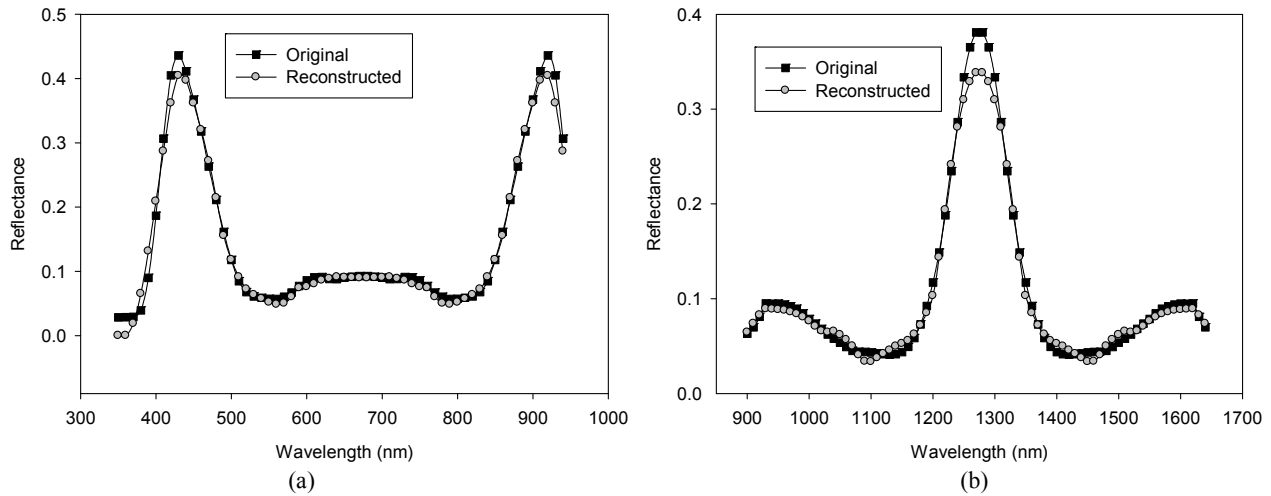 0.5
0.4
0.3
0.2
0.1
0.0
Reflectance
Original
Reconstructed
300 400 500 600 700 800 900 1000
Wavelength (nm)
(a)
0.4
0.3
0.2
0.1
0.0
Reflectance
Original
Reconstructed
900 1000 1100 1200 1300 1400 1500 1600 1700
Wavelength (nm)
(b)